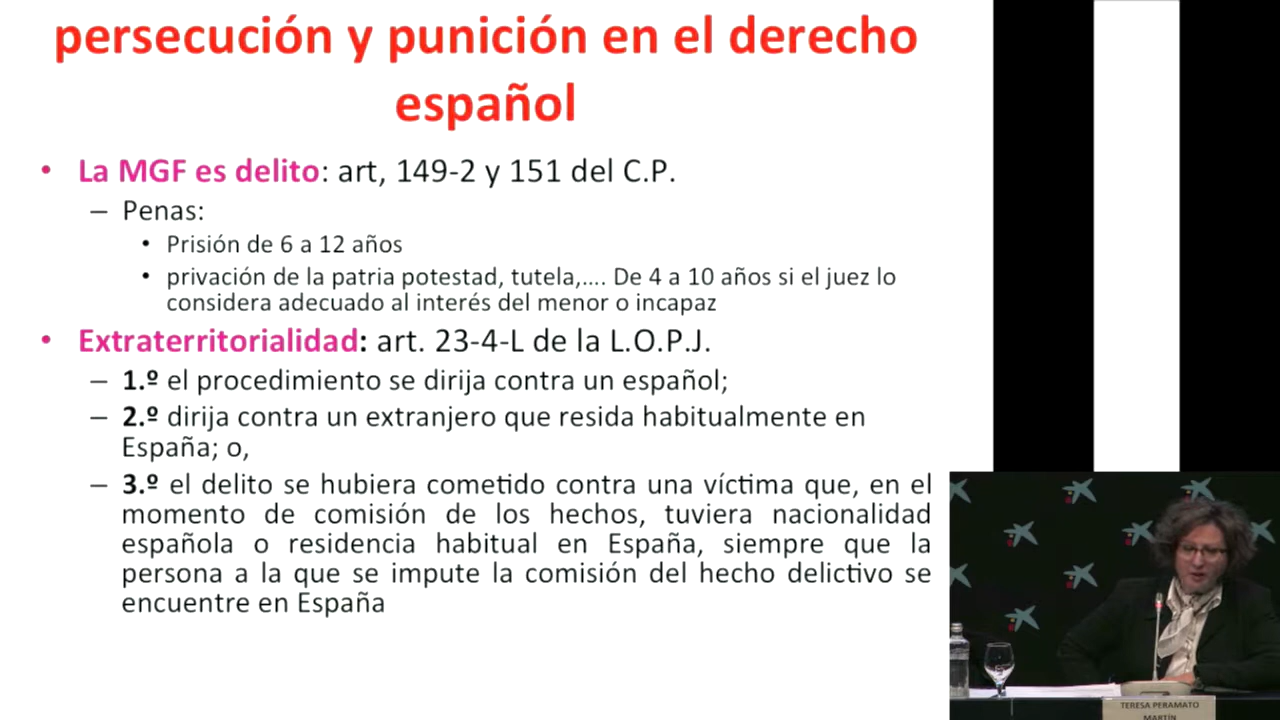 persecución y punición en el derecho
español
• La MGF es delito: art, 149-2 y 151 del C.P.
– Penas:
• Prisión de 6 a 12 años
• privación de la patria potestad, tutela,.... De 4 a 10 años si el juez lo
considera adecuado al interés del menor o incapaz
• Extraterritorialidad: art. 23-4-L de la L.O.P.J.
– 1.º el procedimiento se dirija contra un español;
– 2.º dirija contra un extranjero que resida habitualmente en
España; o,
– 3.º el delito se hubiera cometido contra una víctima que, en el
momento de comisión de los hechos, tuviera nacionalidad
española o residencia habitual en España, siempre que la
persona a la que se impute la comisión del hecho delictivo se
encuentre en España
TERESA PERAMATO
MARTÍN